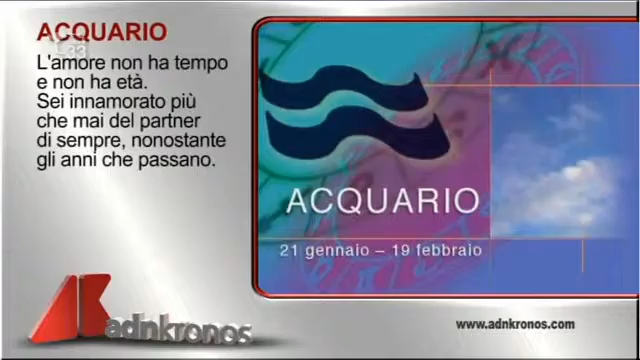 ACQUARIO
L'amore non ha tempo
e non ha età.
Sei innamorato più
che mai del partner
di sempre, nonostante
gli anni che passano.
ACQUARIO
21 gennaio – 19 febbraio
adnkronos
www.adnkronos.com